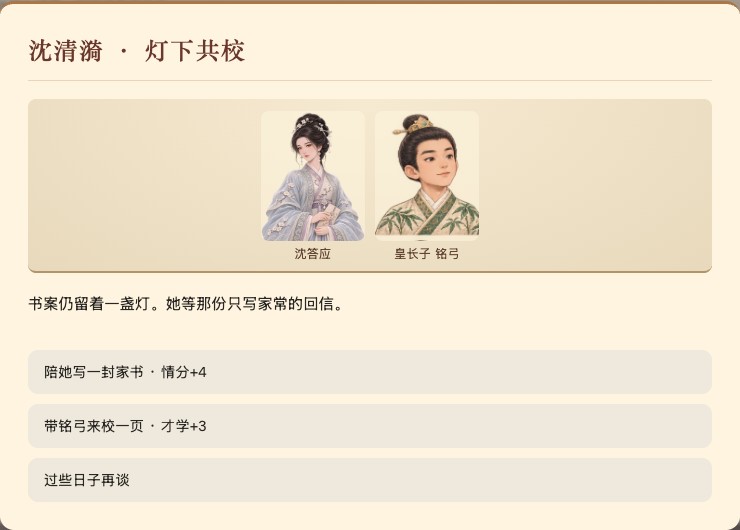 沈清漪 · 灯下共校
沈答应
皇长子 铭弓
书案仍留着一盏灯。她等那份只写家常的回信。
陪她写一封家书 · 情分+4
带铭弓来校一页 · 才学+3
过些日子再谈